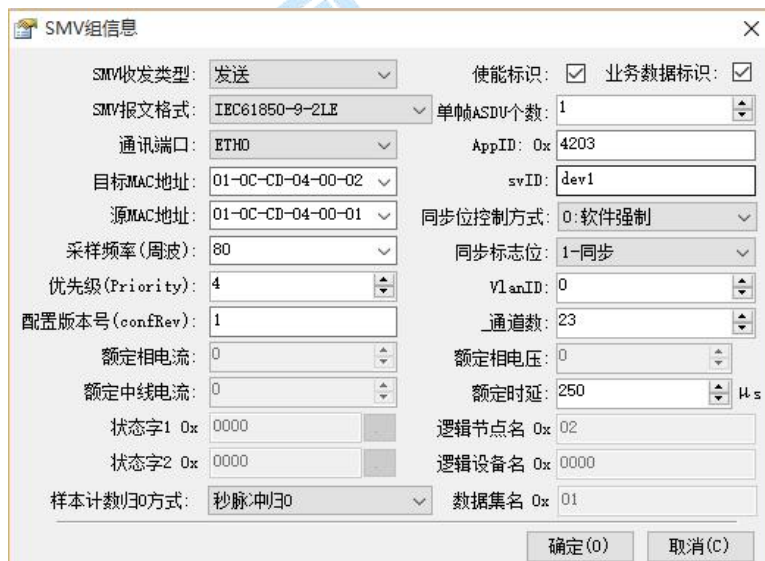 SMV组信息
SMV收发类型: 发送 使能标识: 业务数据标识:
SMV报文格式: IEC61850-9-2LE 单帧ASDU个数: 1
通讯端口: ETH0 AppID: 0x 4203
目标MAC地址: 01-0C-CD-04-00-02 svID: dev1
源MAC地址: 01-0C-CD-04-00-01 同步位控制方式: 0:软件强制
采样频率(周波): 80 同步标志位: 1-同步
优先级(Priority): 4 VlanID: 0
配置版本号(confRev): 1 _通道数: 23
额定相电流: 0 额定相电压: 0
额定中线电流: 0 额定时延: 250 μs
状态字1 0x 0000 逻辑节点名 0x 02
状态字2 0x 0000 逻辑设备名 0x 0000
样本计数归0方式: 秒脉冲归0 数据集名 0x 01
确定(O) 取消(C)